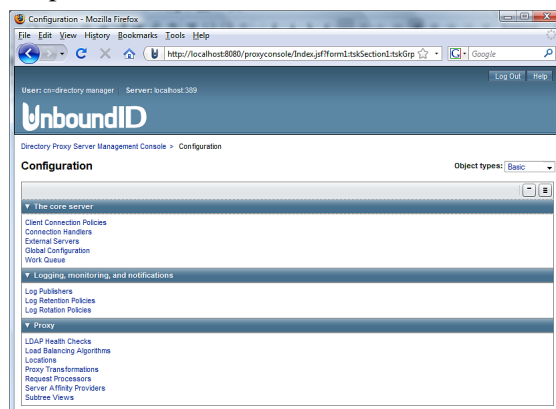 Configuration - Mozilla Firefox
File Edit View History Bookmarks Tools Help
http://localhost:8080/proxyconsole/Index.jsf?form1:tskSection1:tskGrp
Google
Log Out Help
User: cn=directory manager Server: localhost:389
UnboundID
Directory Proxy Server Management Console > Configuration
Configuration
Object types: Basic
The core server
Client Connection Policies
Connection Handlers
External Servers
Global Configuration
Work Queue
Logging, monitoring, and notifications
Log Publishers
Log Retention Policies
Log Rotation Policies
Proxy
LDAP Health Checks
Load Balancing Algorithms
Locations
Proxy Transformations
Request Processors
Server Affinity Providers
Subtree Views